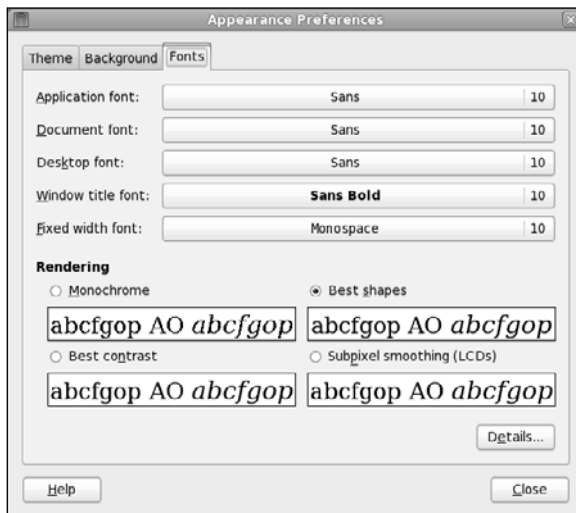 Appearance Preferences
Theme Background Fonts
Application font: Sans 10
Document font: Sans 10
Desktop font: Sans 10
Window title font: Sans Bold 10
Fixed width font: Monospace 10
Rendering
Monochrome Best shapes
abcfgop AO abcfgop abcfgop AO abcfgop
Best contrast Subpixel smoothing (LCDs)
abcfgop AO abcfgop abcfgop AO abcfgop
Details...
Help Close